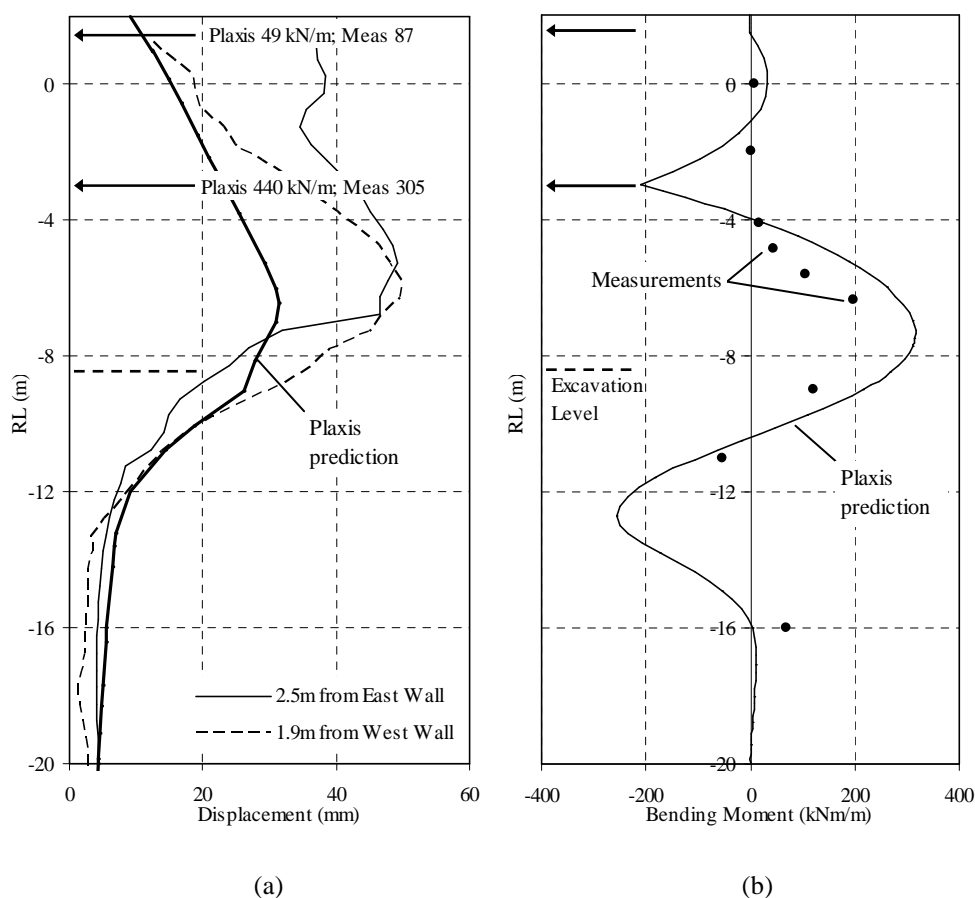 Plaxis 49 kN/m; Meas 87
0
Plaxis 440 kN/m; Meas 305
-4
-8
RL (m)
Plaxis
prediction
-12
-16
2.5m from East Wall
1.9m from West Wall
-20
0 20 40 60
Displacement (mm)
(a)
0
-4
Measurements
-8
Excavation
Level
RL (m)
Plaxis
prediction
-12
-16
-20
-400 -200 0 200 400
Bending Moment (kNm/m)
(b)